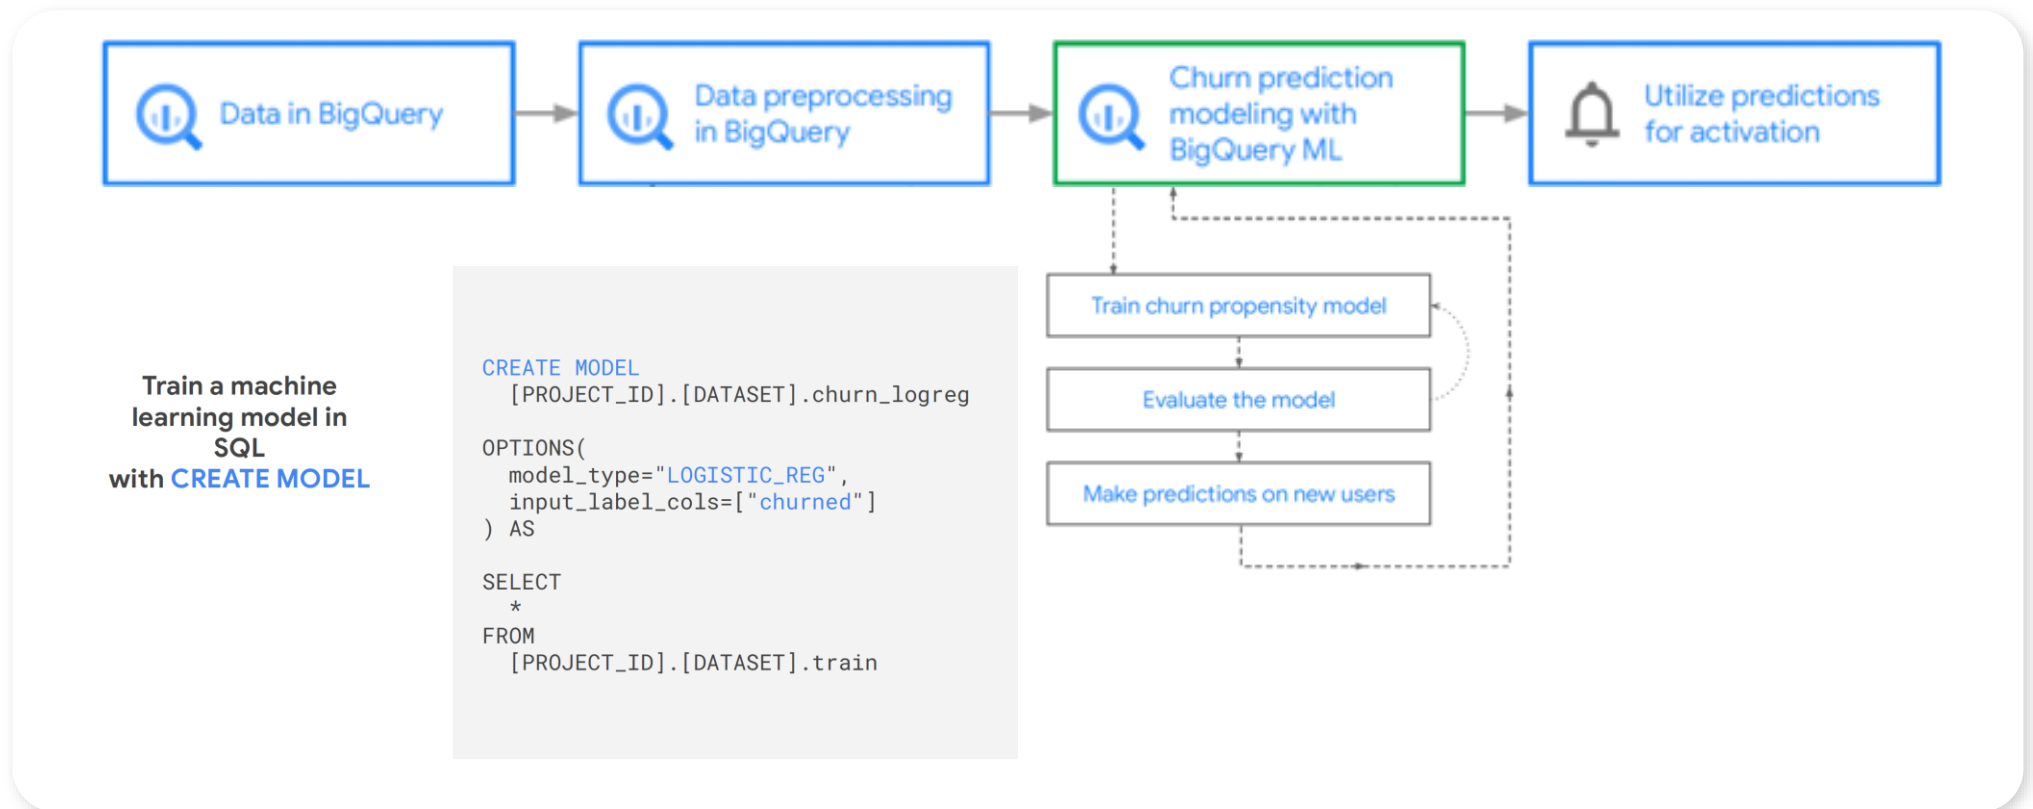 Data in BigQuery
Data preprocessing
in BigQuery
Churn prediction
modeling with
BigQuery ML
Utilize predictions
for activation
Train a machine
learning model in
SQL
with CREATE MODEL
CREATE MODEL
[PROJECT_ID].[DATASET].churn_logreg
OPTIONS(
model_type="LOGISTIC_REG",
input_label_cols=["churned"]
) AS
SELECT
*
FROM
[PROJECT_ID].[DATASET].train
Train churn propensity model
Evaluate the model
Make predictions on new users